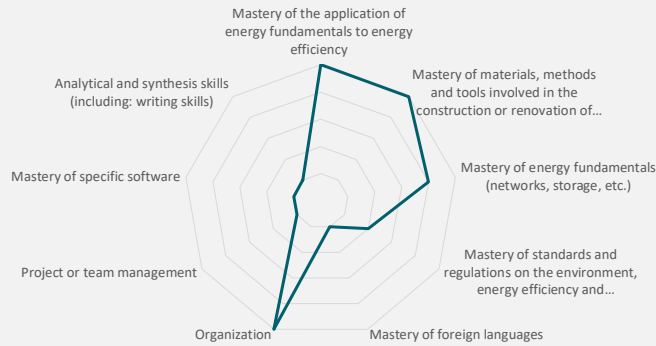 Mastery of the application of
energy fundamentals to energy
efficiency
Mastery of materials, methods
and tools involved in the
construction or renovation of…
Mastery of energy fundamentals
(networks, storage, etc.)
Mastery of standards and
regulations on the environment,
energy efficiency and…
Mastery of foreign languages
Organization
Project or team management
Mastery of specific software
Analytical and synthesis skills
(including: writing skills)